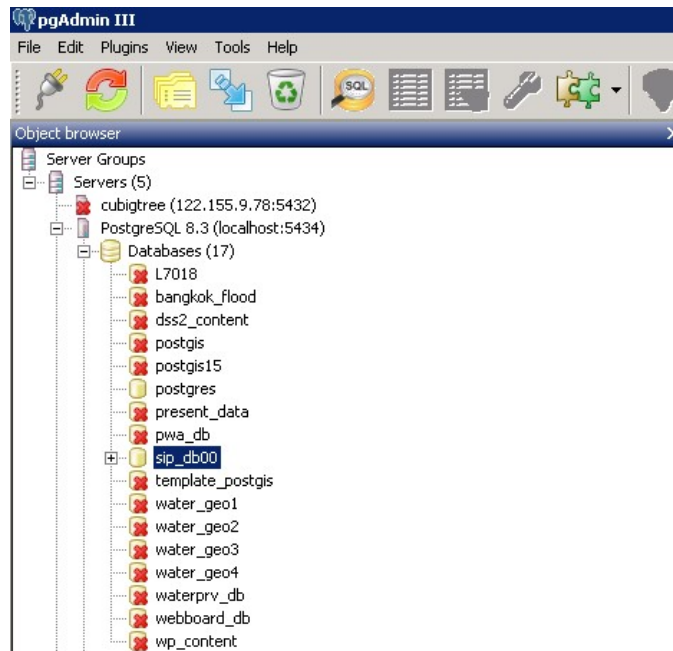 pgAdmin III
File Edit Plugins View Tools Help
SQL
Object browser
Server Groups
Servers (5)
cubigtree (122.155.9.78:5432)
PostgreSQL 8.3 (localhost:5434)
Databases (17)
L7018
bangkok_flood
dss2_content
postgis
postgis15
postgres
present_data
pwa_db
sip_db00
template_postgis
water_geo1
water_geo2
water_geo3
water_geo4
waterprv_db
webboard_db
wp_content